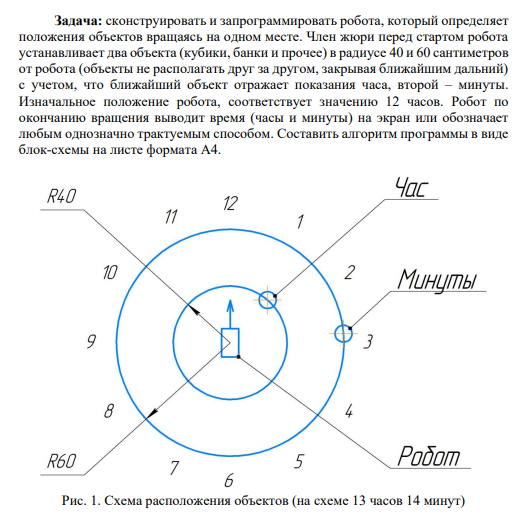 Задача: сконструировать и запрограммировать робота, который определяет
положения объектов вращаясь на одном месте. Член жюри перед стартом робота
устанавливает два объекта (кубики, банки и прочее) в радиусе 40 и 60 сантиметров
от робота (объекты не располагать друг за другом, закрывая ближайшим дальний)
с учетом, что ближайший объект отражает показания часа, второй – минуты.
Изначальное положение робота, соответствует значению 12 часов. Робот по
окончанию вращения выводит время (часы и минуты) на экран или обозначает
любым однозначно трактуемым способом. Составить алгоритм программы в виде
блок-схемы на листе формата А4.
R40
Час
12
11
1
10
2
Минуты
9
3
8
4
R60
7
5
Робот
6
Рис. 1. Схема расположения объектов (на схеме 13 часов 14 минут)